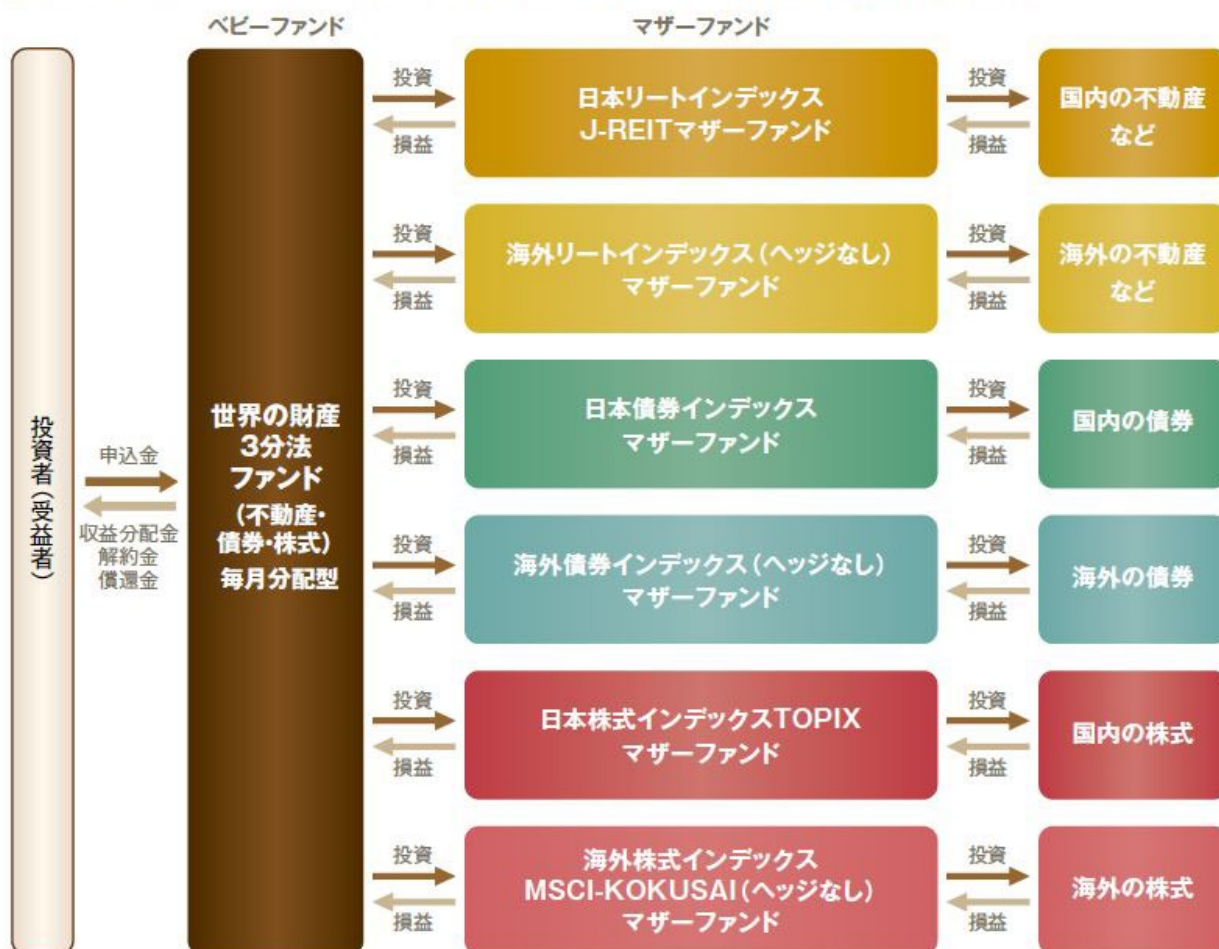 ベビーファンド
マザーファンド
投資者(受益者)
申込金
収益分配金
解約金
償還金
世界の財産
3分法
ファンド
(不動産・
債券・株式)
毎月分配型
投資
損益
日本リートインデックス
J-REITマザーファンド
投資
損益
国内の不動産
など
投資
損益
海外リートインデックス(ヘッジなし)
マザーファンド
投資
損益
海外の不動産
など
投資
損益
日本債券インデックス
マザーファンド
投資
損益
国内の債券
投資
損益
海外債券インデックス(ヘッジなし)
マザーファンド
投資
損益
海外の債券
投資
損益
日本株式インデックスTOPIX
マザーファンド
投資
損益
国内の株式
投資
損益
海外株式インデックス
MSCI-KOKUSAI(ヘッジなし)
マザーファンド
投資
損益
海外の株式